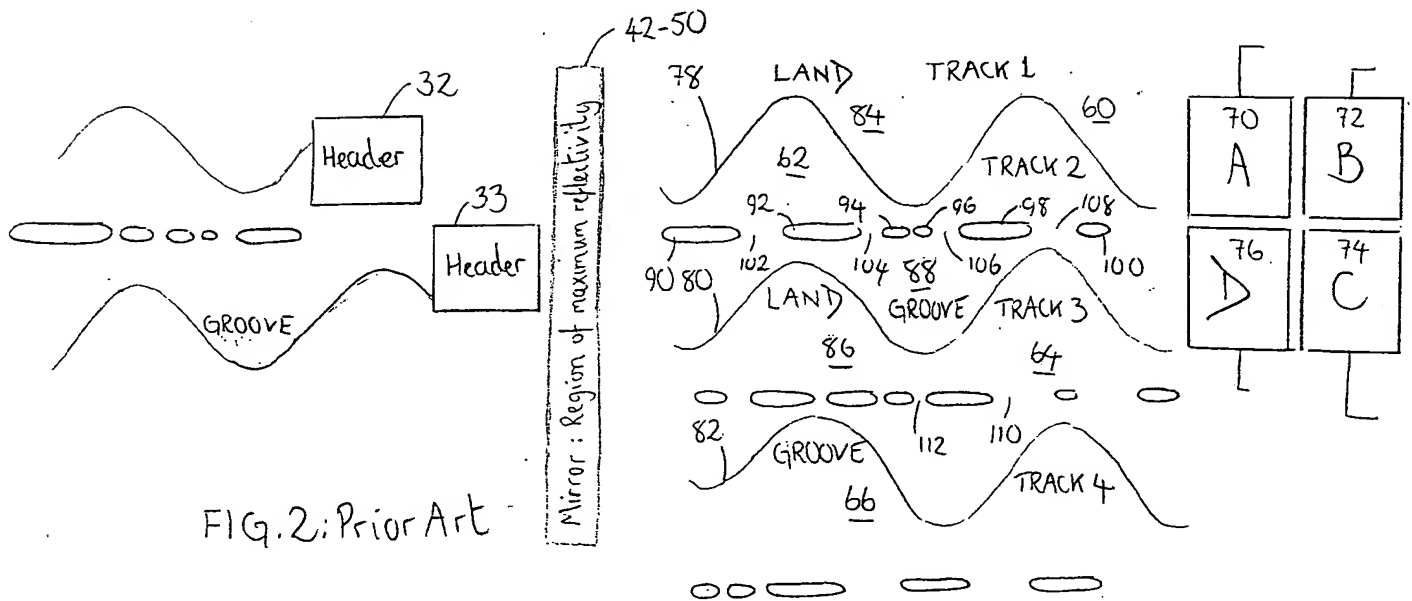 42-50
32
Header
33
Header
GROOVE
Mirror : Region of maximum reflectivity
78
LAND
TRACK 1
84
60
62
TRACK 2
92
94
96
98
108
90
80
102
104
88
106
100
LAND
GROOVE
TRACK 3
86
64
82
112
110
GROOVE
TRACK 4
66
70
A
72
B
76
D
74
C
FIG.2: Prior Art